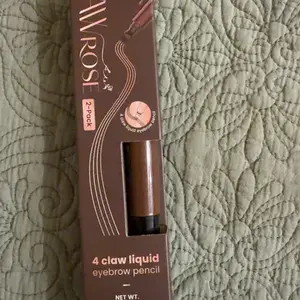 ROSE
2-Pack
4 claw liquid
eyebrow pencil
NET WT.